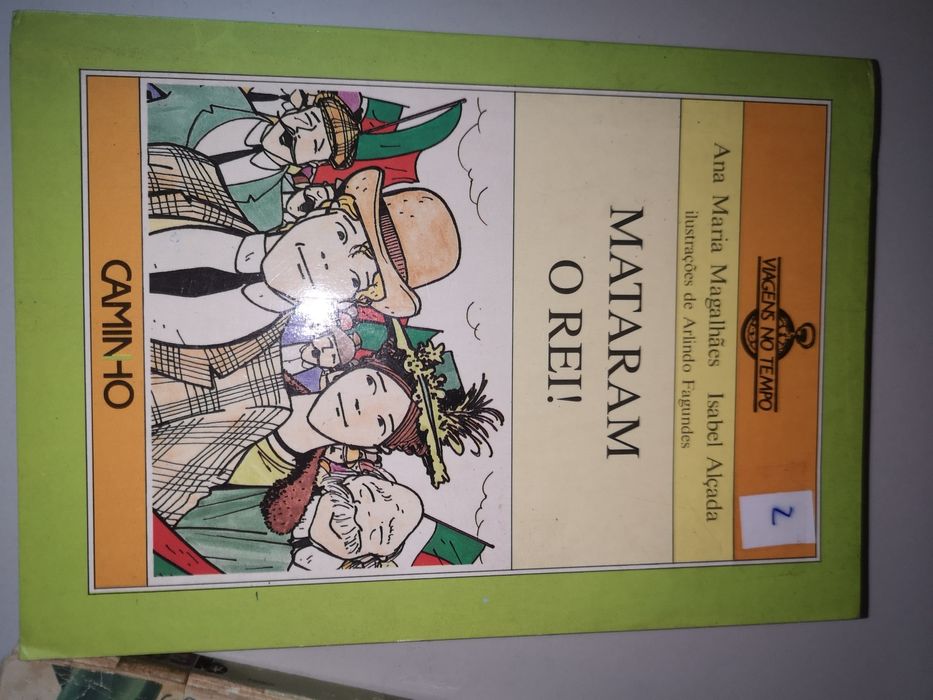 VIAGENS NO TEMPO
Ana Maria Magalhães Isabel Alçada
ilustrações de Arlindo Fagundes
MATARAM
O REI!
CAMINHO
2